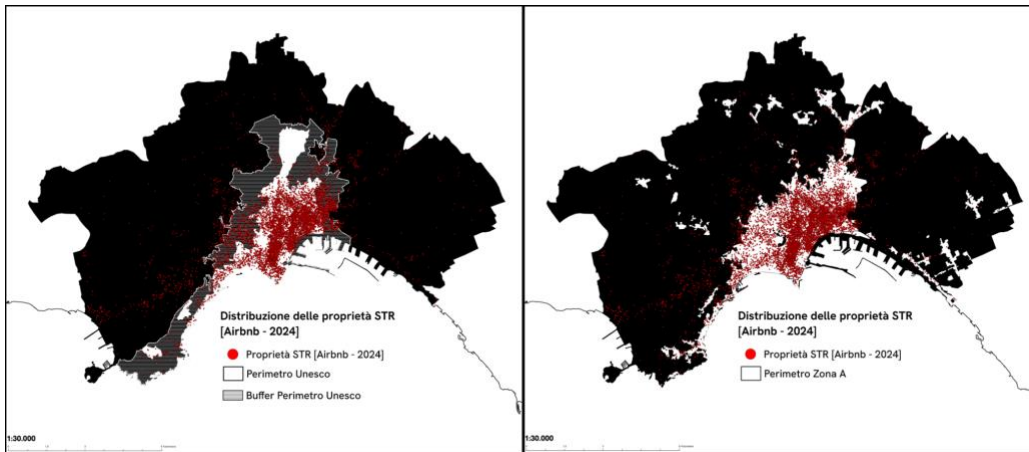 Distribuzione delle proprietà STR
[Airbnb - 2024]
Proprietà STR [Airbnb - 2024]
Perimetro Unesco
Buffer Perimetro Unesco
1:30.000
Distribuzione delle proprietà STR
[Airbnb - 2024]
Proprietà STR [Airbnb - 2024]
Perimetro Zona A
1:30.000